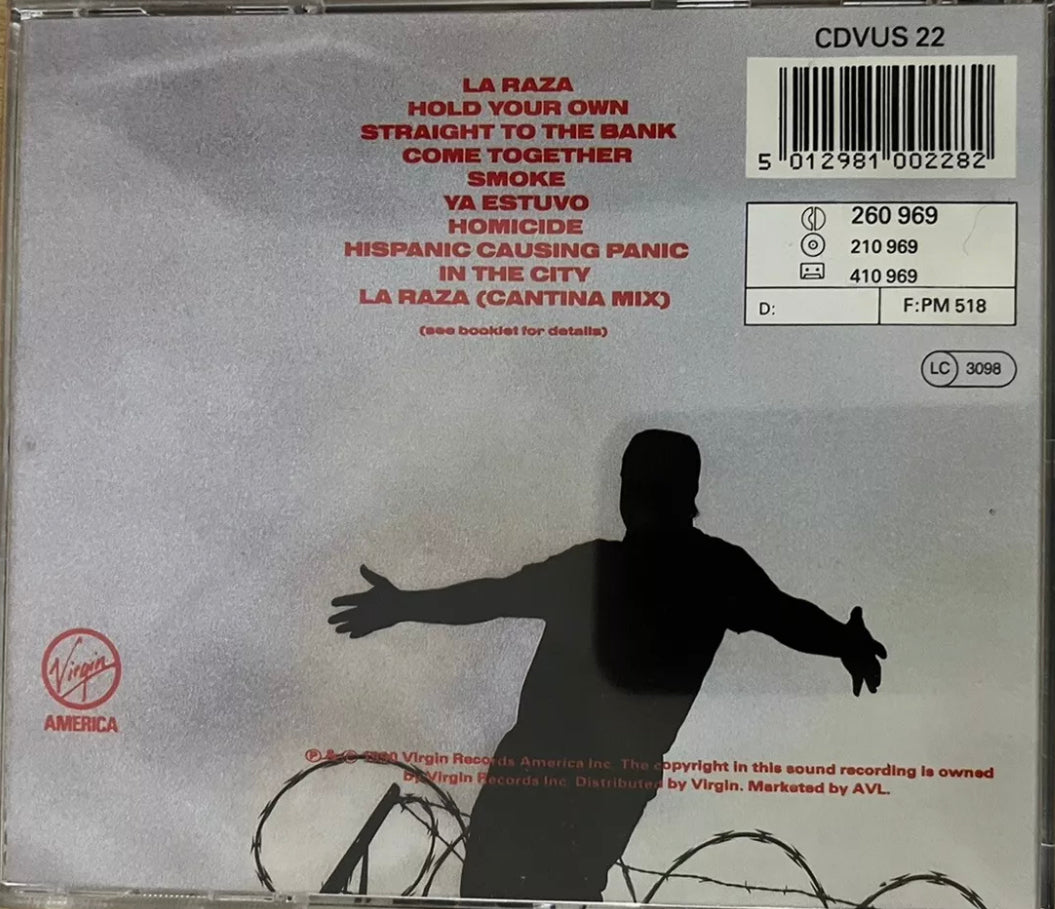 CDVUS 22
LA RAZA
HOLD YOUR OWN
STRAIGHT TO THE BANK
COME TOGETHER
SMOKE
YA ESTUVO
HOMICIDE
HISPANIC CAUSING PANIC
IN THE CITY
LA RAZA (CANTINA MIX)
(see booklet for details)
5 012981 002282
CD 260 969
210 969
410 969
D:
F:PM 518
LC 3098
Virgin
AMERICA
℗ & © 1990 Virgin Records America Inc. The copyright in this sound recording is owned
by Virgin Records Inc. Distributed by Virgin. Marketed by AVL.